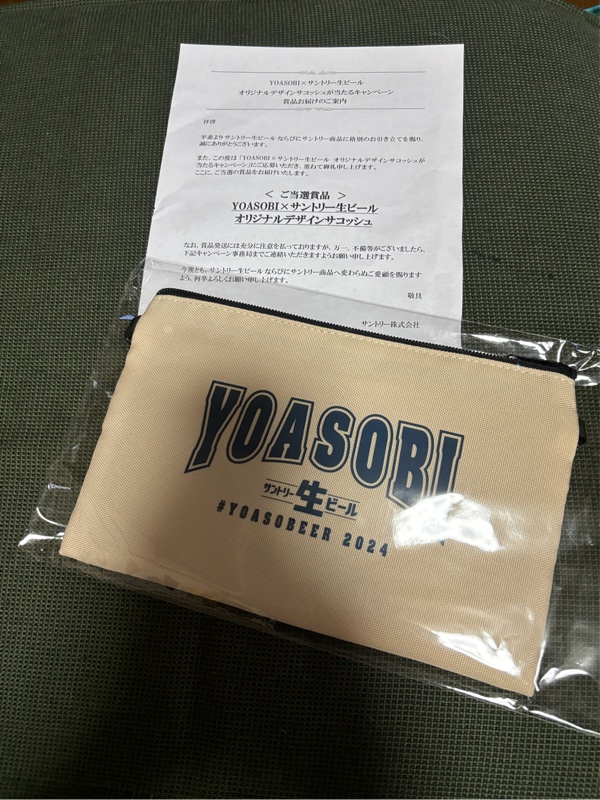 YOASOBI×サントリー生ビール
オリジナルデザインサコッシュが当たるキャンペーン
賞品お届けのご案内
拝啓
平素よりサントリー生ビールならびにサントリー商品に格別のお引き立てを賜り、
誠にありがとうございます。
また、この度は「YOASOBI×サントリー生ビール オリジナルデザインサコッシュが
当たるキャンペーン」にご応募いただき、重ねて御礼申し上げます。
ここに、ご当選の賞品をお届けいたします。
＜ ご当選賞品 ＞
YOASOBI×サントリー生ビール
オリジナルデザインサコッシュ
なお、賞品発送には充分に注意を払っておりますが、万一、不備等がございましたら、
下記キャンペーン事務局までご連絡いただきますようお願い申し上げます。
今後とも、サントリー生ビールならびにサントリー商品へ変わらぬご愛顧を賜ります
よう、何卒よろしくお願い申し上げます。
敬具
サントリー株式会社
YOASOBI
サントリー生ビール
#YOASOBEER 2024